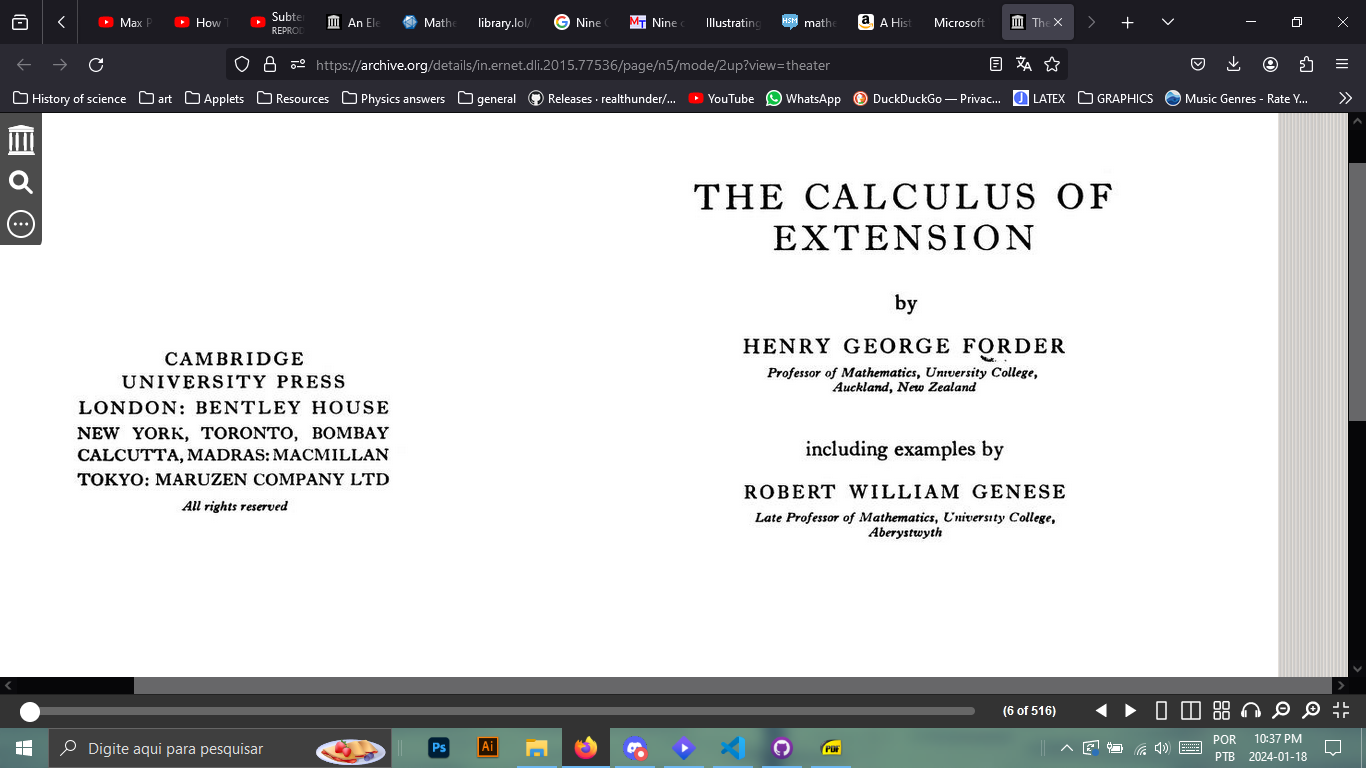 Max P
How T
Subte
REPROD
An Ele
Mathe
library.lol/
Nine
Nine
Illustrating
mathe
A Hist
Microsoft
The
https://archive.org/details/in.ernet.dli.2015.77536/page/n5/mode/2up?view=theater
History of science
art
Applets
Resources
Physics answers
general
Releases · realthunder/...
YouTube
WhatsApp
DuckDuckGo — Privac...
LATEX
GRAPHICS
Music Genres - Rate Y...
CAMBRIDGE
UNIVERSITY PRESS
LONDON: BENTLEY HOUSE
NEW YORK, TORONTO, BOMBAY
CALCUTTA, MADRAS: MACMILLAN
TOKYO: MARUZEN COMPANY LTD
All rights reserved
THE CALCULUS OF
EXTENSION
by
HENRY GEORGE FORDER
Professor of Mathematics, University College,
Auckland, New Zealand
including examples by
ROBERT WILLIAM GENESE
Late Professor of Mathematics, University College,
Aberystwyth
(6 of 516)
Digite aqui para pesquisar
Ps
Ai
PDF
POR
PTB
10:37 PM
2024-01-18